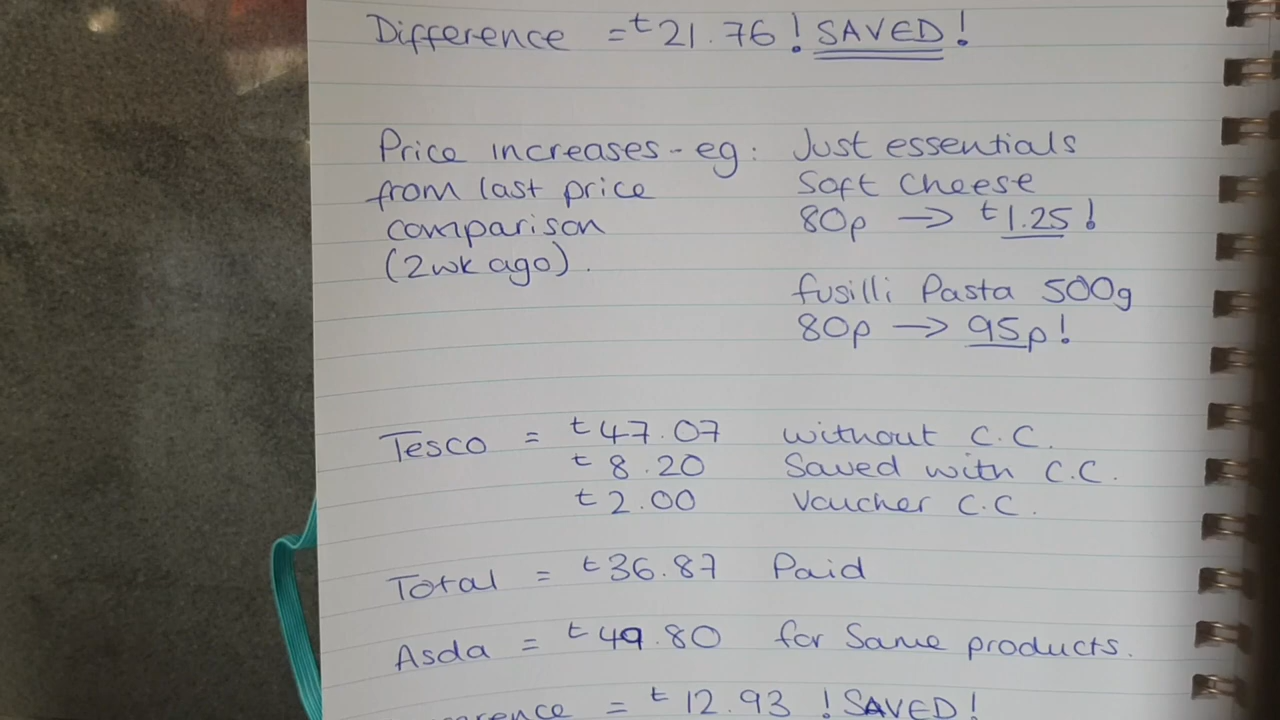 Difference = £21.76! SAVED!
Price increases - eg: Just essentials
from last price Soft Cheese
comparison 80p → £1.25!
(2wk ago).
fusilli Pasta 500g
80p → 95p!
Tesco = £47.07 without C.C.
£8.20 Saved with C.C.
£2.00 Voucher C.C.
Total = £36.87 Paid
Asda = £49.80 for Same products.
= £12.93 ! SAVED!